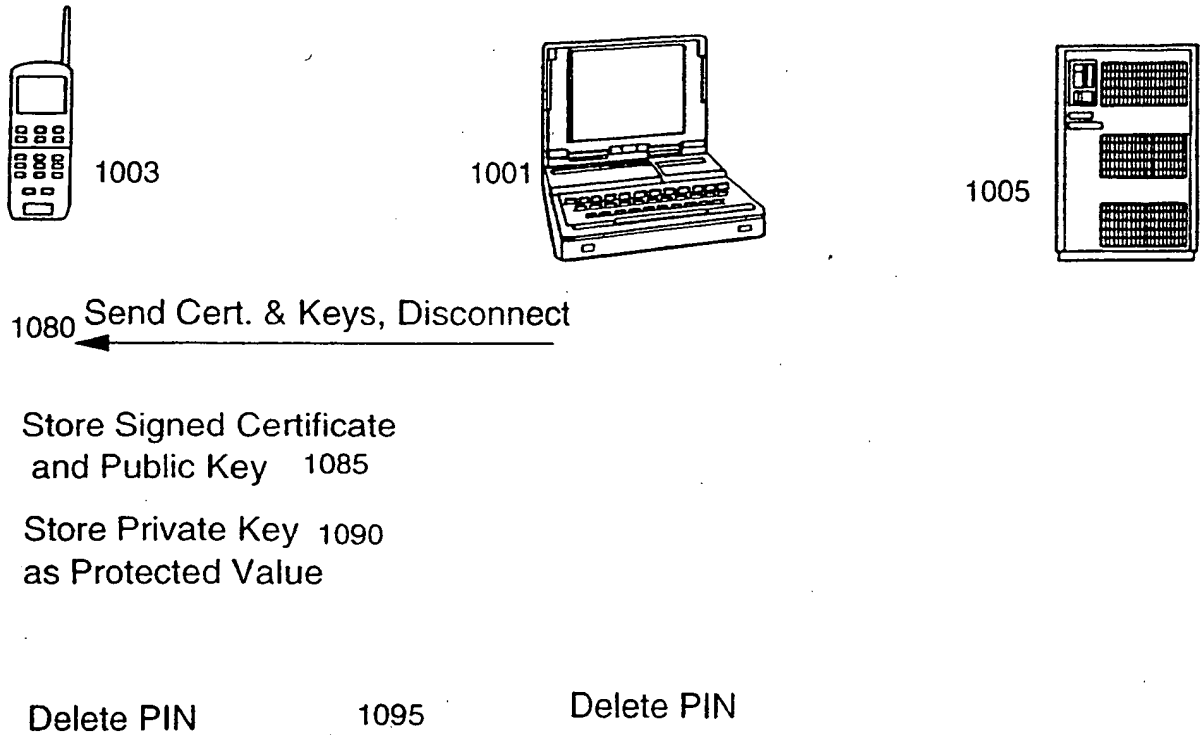 1003
1001
1005
1080 Send Cert. & Keys, Disconnect
Store Signed Certificate
and Public Key 1085
Store Private Key 1090
as Protected Value
Delete PIN 1095 Delete PIN